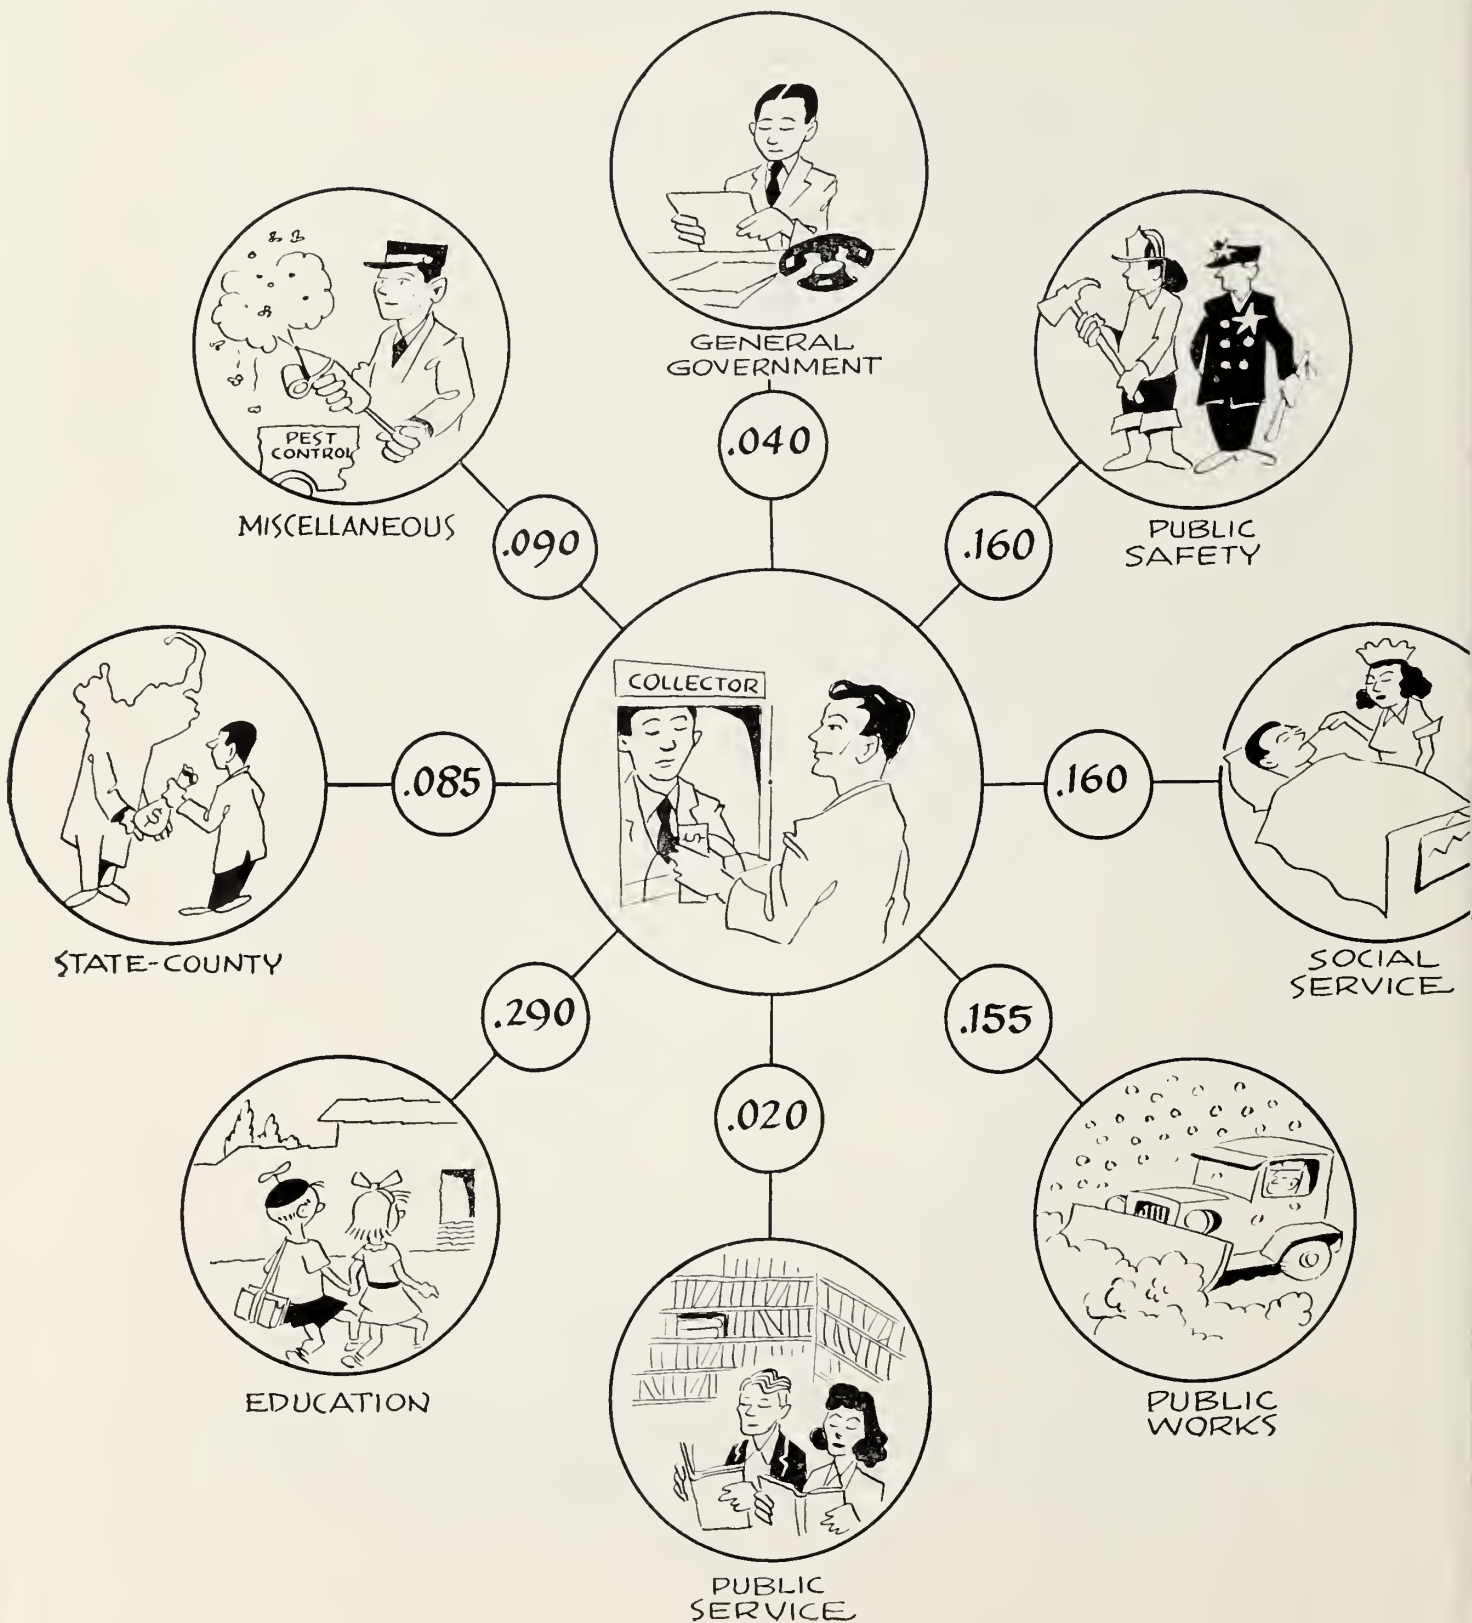 GENERAL
GOVERNMENT
.040
PEST
CONTROL
MISCELLANEOUS
.090
PUBLIC
SAFETY
.160
COLLECTOR
$
STATE-COUNTY
.085
$
SOCIAL
SERVICE
.160
EDUCATION
.290
PUBLIC
SERVICE
.020
PUBLIC
WORKS
.155